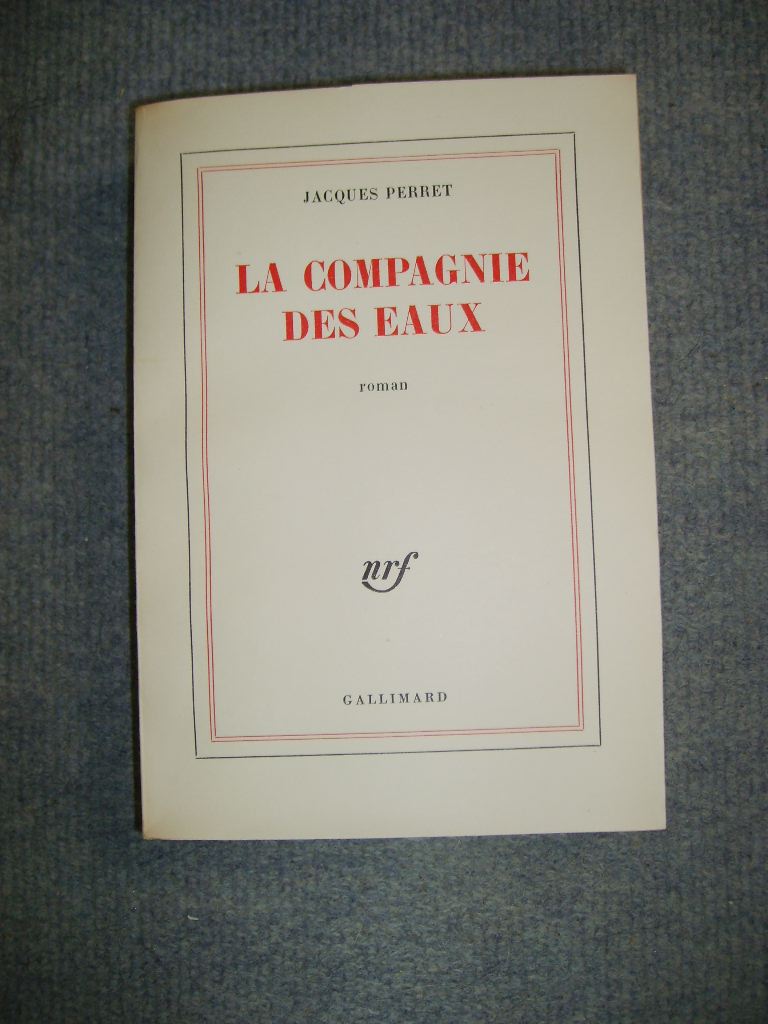 JACQUES PERRET
LA COMPAGNIE
DES EAUX
roman
nrf
GALLIMARD